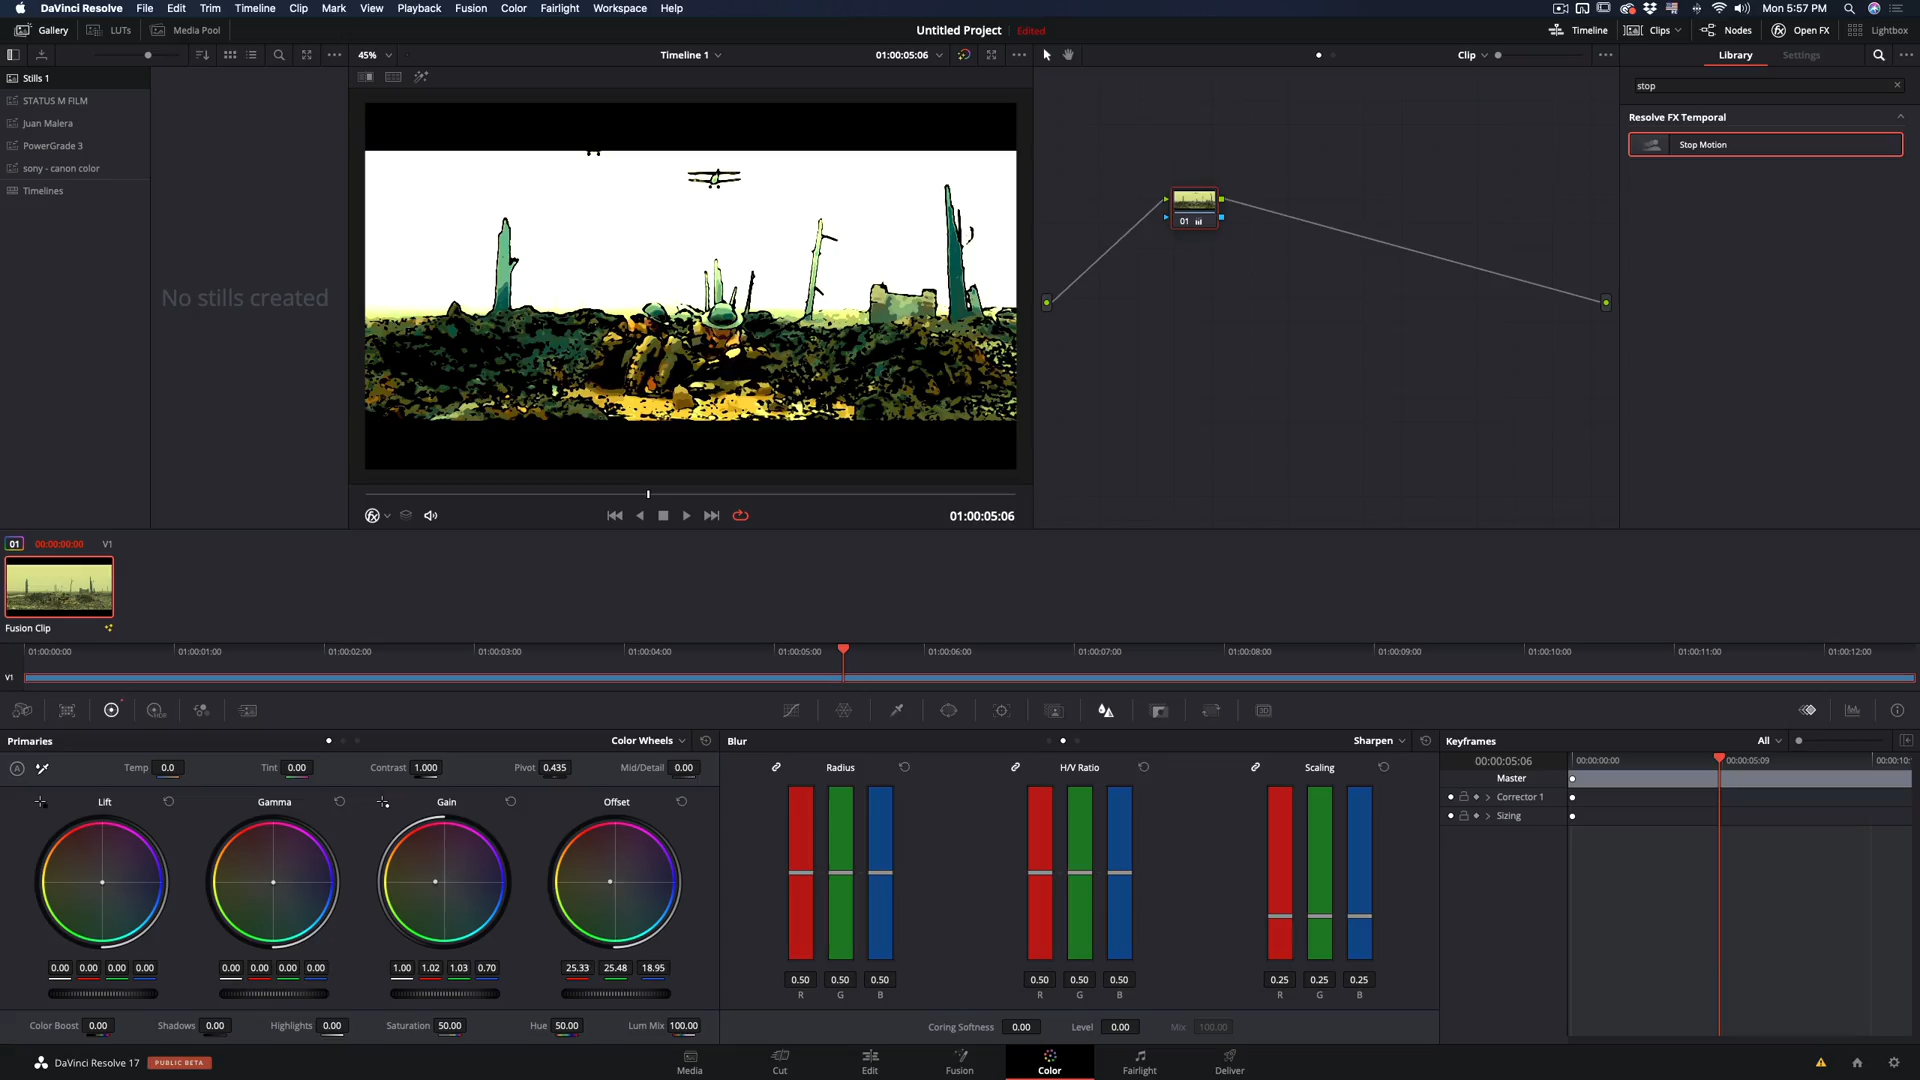 DaVinci Resolve File Edit Trim Timeline Clip Mark View Playback Fusion Color Fairlight Workspace Help Mon 5:57 PM
Gallery LUTs Media Pool Untitled Project Edited Timeline Clips Nodes Open FX Lightbox
45% Timeline 1 01:00:05:06 Clip Library Settings
Stills 1
STATUS M FILM
Juan Malera
PowerGrade 3
sony - canon color
Timelines
No stills created
stop
Resolve FX Temporal
Stop Motion
01
01:00:05:06
01 00:00:00:00 V1
Fusion Clip
01:00:00:00 01:00:01:00 01:00:02:00 01:00:03:00 01:00:04:00 01:00:05:00 01:00:06:00 01:00:07:00 01:00:08:00 01:00:09:00 01:00:10:00 01:00:11:00 01:00:12:00
V1
HDR 3D
Primaries Color Wheels Blur Sharpen Keyframes All
A Temp 0.0 Tint 0.00 Contrast 1.000 Pivot 0.435 Mid/Detail 0.00
Lift Gamma Gain Offset
0.00 0.00 0.00 0.00 0.00 0.00 0.00 0.00 1.00 1.02 1.03 0.70 25.33 25.48 18.95
Color Boost 0.00 Shadows 0.00 Highlights 0.00 Saturation 50.00 Hue 50.00 Lum Mix 100.00
Radius H/V Ratio Scaling
0.50 0.50 0.50 0.50 0.50 0.50 0.25 0.25 0.25
R G B R G B R G B
Coring Softness 0.00 Level 0.00 Mix 100.00
00:00:05:06 00:00:00:00 00:00:05:09 00:00:10:
Master
Corrector 1
Sizing
DaVinci Resolve 17 PUBLIC BETA Media Cut Edit Fusion Color Fairlight Deliver